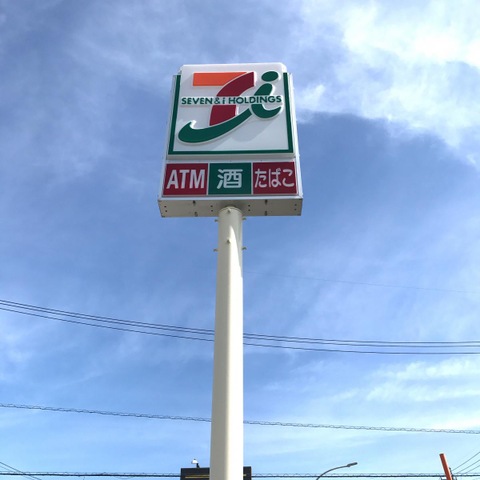 SEVEN & i HOLDINGS
ATM 酒 たばこ